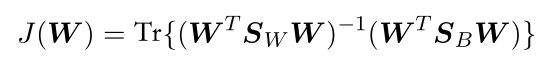 J(W) = Tr{(W^T S_W W)^{-1}(W^T S_B W)}